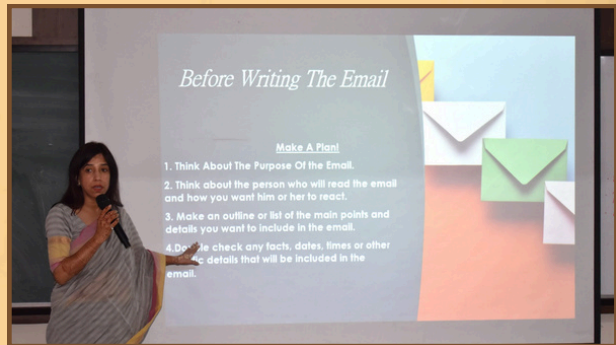 Before Writing The Email
Make A Plan!
1. Think About The Purpose Of the Email.
2. Think about the person who will read the email
and how you want him or her to react.
3. Make an outline or list of the main points and
details you want to include in the email.
4.Do le check any facts, dates, times or other
ic details that will be included in the
email.